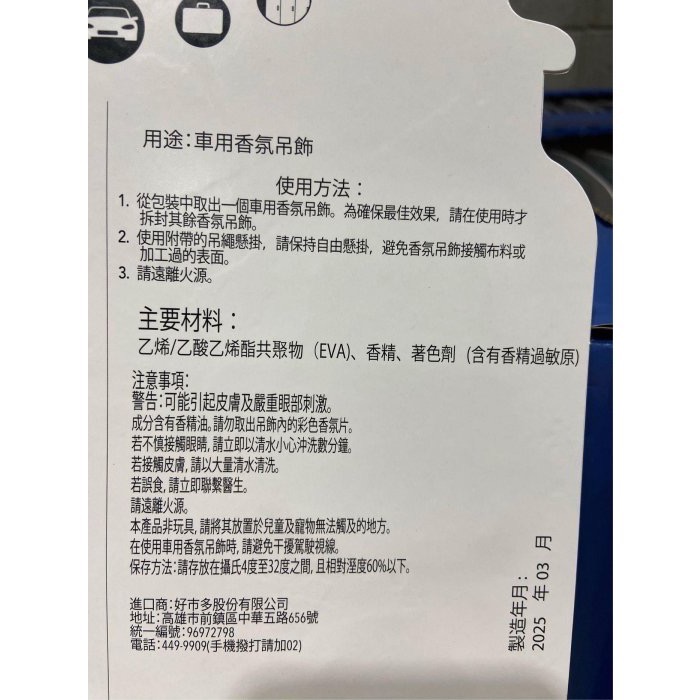 用途：車用香氛吊飾
使用方法：
1. 從包裝中取出一個車用香氛吊飾。為確保最佳效果，請在使用時才
拆封其餘香氛吊飾。
2. 使用附帶的吊繩懸掛，請保持自由懸掛，避免香氛吊飾接觸布料或
加工過的表面。
3. 請遠離火源。
主要材料：
乙烯/乙酸乙烯酯共聚物（EVA)、香精、著色劑 (含有香精過敏原)
注意事項：
警告：可能引起皮膚及嚴重眼部刺激。
成分含有香精油,請勿取出吊飾內的彩色香氛片。
若不慎接觸眼睛,請立即以清水小心沖洗數分鐘。
若接觸皮膚,請以大量清水清洗。
若誤食,請立即聯繫醫生。
請遠離火源。
本產品非玩具,請將其放置於兒童及寵物無法觸及的地方。
在使用車用香氛吊飾時,請避免干擾駕駛視線。
保存方法：請存放在攝氏4度至32度之間,且相對溼度60%以下。
進口商：好市多股份有限公司
地址：高雄市前鎮區中華五路656號
統一編號：96972798
電話：449-9909(手機撥打請加02)
製造年月：
2025 年 03 月